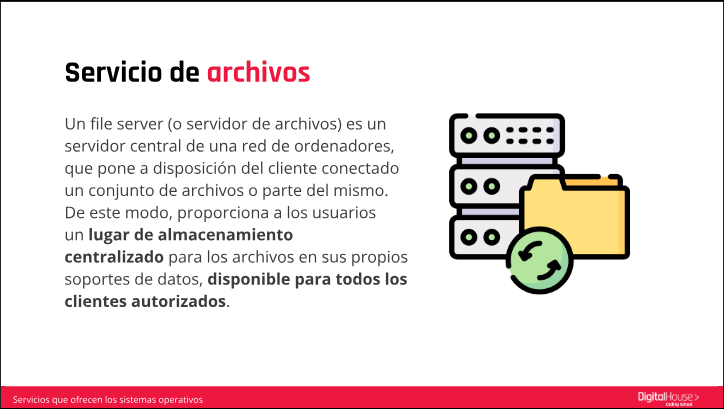 Servicio de archivos
Un file server (o servidor de archivos) es un
servidor central de una red de ordenadores,
que pone a disposición del cliente conectado
un conjunto de archivos o parte del mismo.
De este modo, proporciona a los usuarios
un lugar de almacenamiento
centralizado para los archivos en sus propios
soportes de datos, disponible para todos los
clientes autorizados.
Servicios que ofrecen los sistemas operativos
DigitalHouse>
Coding School